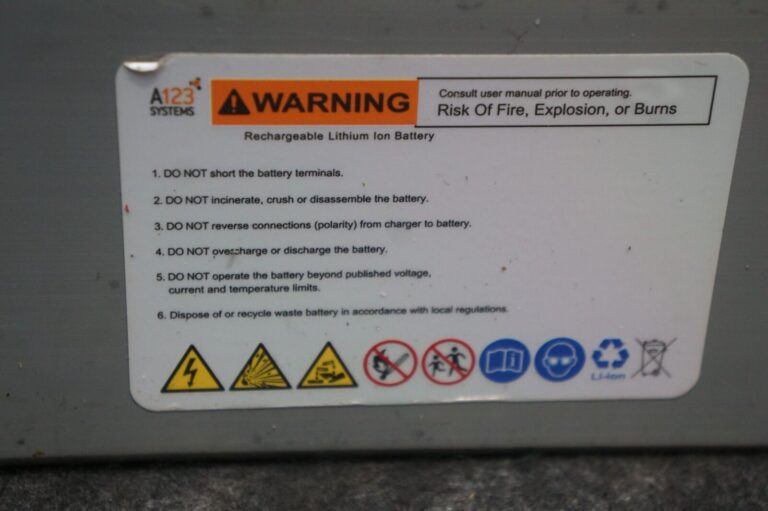 A123
SYSTEMS
WARNING
Consult user manual prior to operating.
Risk Of Fire, Explosion, or Burns
Rechargeable Lithium Ion Battery
1. DO NOT short the battery terminals.
2. DO NOT incinerate, crush or disassemble the battery.
3. DO NOT reverse connections (polarity) from charger to battery.
4. DO NOT overcharge or discharge the battery.
5. DO NOT operate the battery beyond published voltage,
current and temperature limits.
6. Dispose of or recycle waste battery in accordance with local regulations.
Li-ion